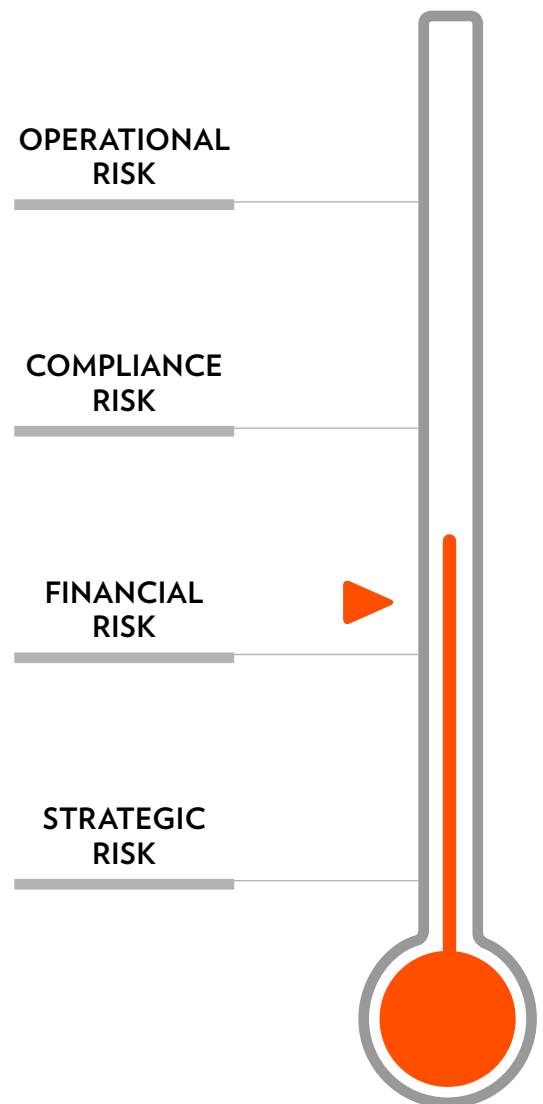 OPERATIONAL
RISK
COMPLIANCE
RISK
FINANCIAL
RISK
STRATEGIC
RISK